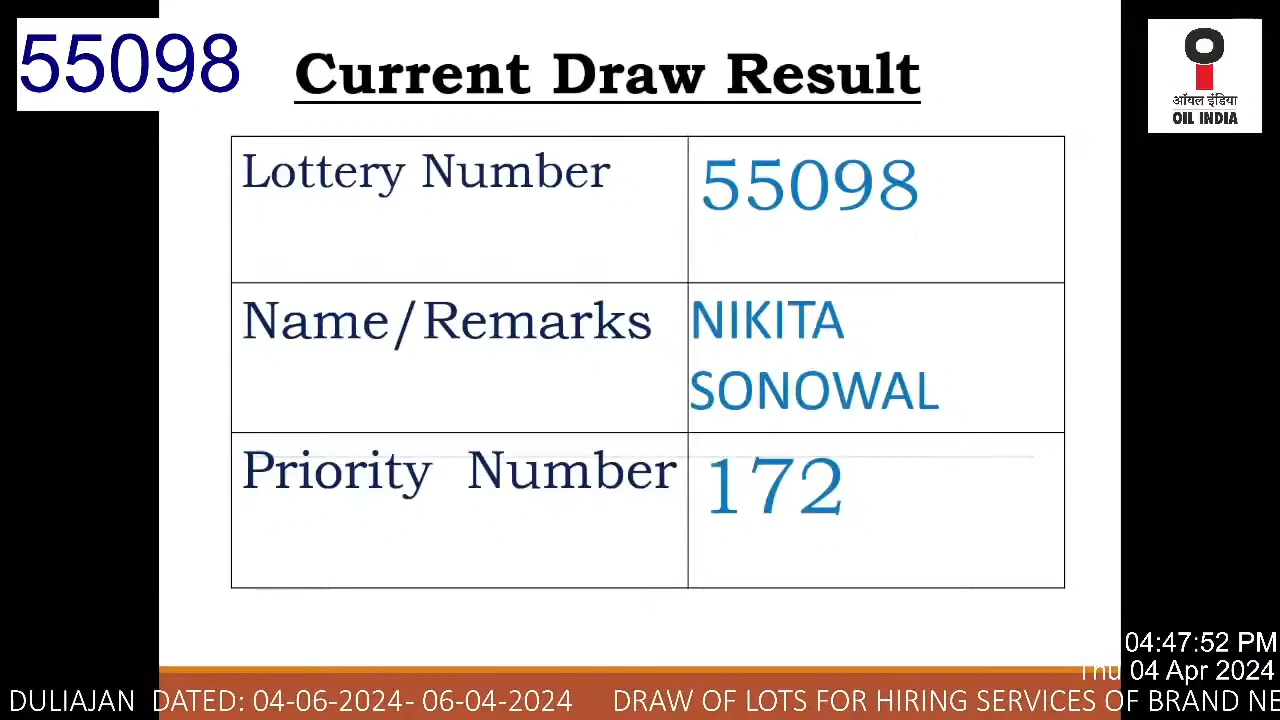 55098
Current Draw Result
ऑयल इंडिया
OIL INDIA
Lottery Number
55098
Name/Remarks
NIKITA
SONOWAL
Priority Number
172
04:47:52 PM
Thu 04 Apr 2024
DULIAJAN DATED: 04-06-2024- 06-04-2024 DRAW OF LOTS FOR HIRING SERVICES OF BRAND NE